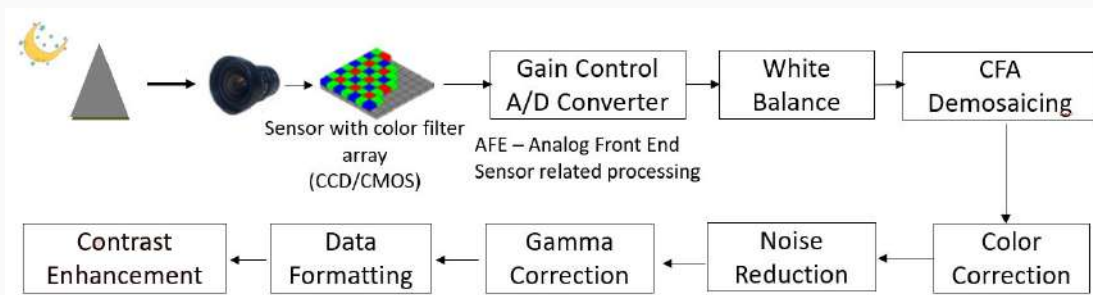 Gain Control
A/D Converter
White
Balance
CFA
Demosaicing
Sensor with color filter
array
(CCD/CMOS)
AFE – Analog Front End
Sensor related processing
Contrast
Enhancement
Data
Formatting
Gamma
Correction
Noise
Reduction
Color
Correction